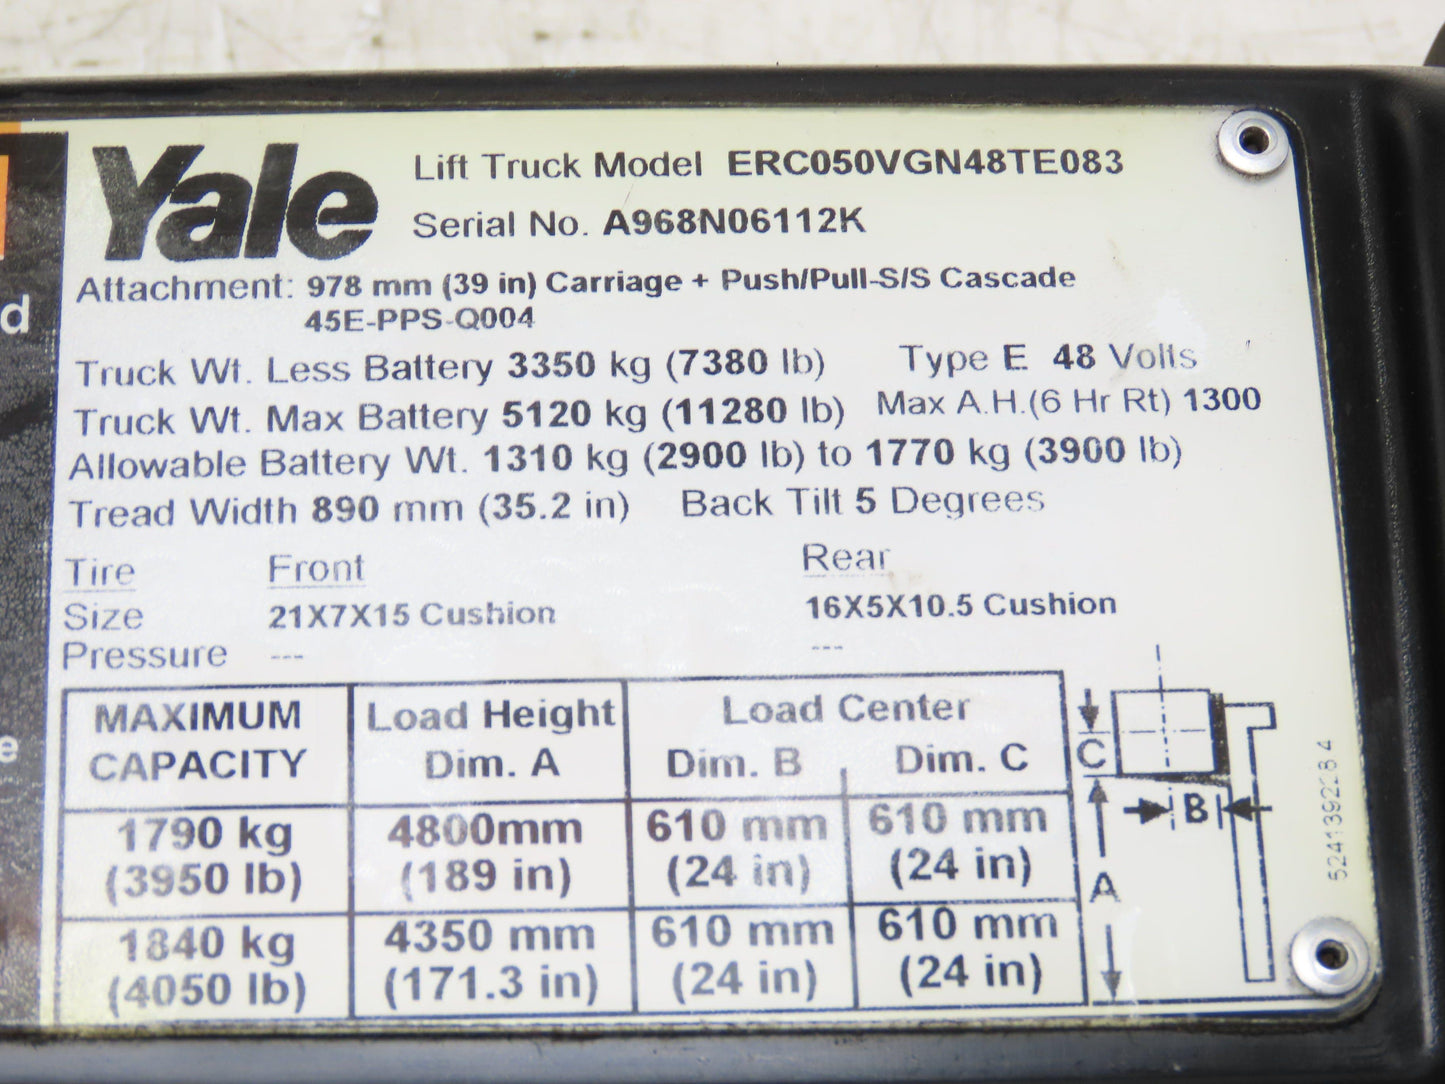 Yale
Lift Truck Model ERC050VGN48TE083
Serial No. A968N06112K
Attachment: 978 mm (39 in) Carriage + Push/Pull-S/S Cascade
45E-PPS-Q004
Truck Wt. Less Battery 3350 kg (7380 lb) Type E 48 Volts
Truck Wt. Max Battery 5120 kg (11280 lb) Max A.H.(6 Hr Rt) 1300
Allowable Battery Wt. 1310 kg (2900 lb) to 1770 kg (3900 lb)
Tread Width 890 mm (35.2 in) Back Tilt 5 Degrees
Tire Front Rear
Size 21X7X15 Cushion 16X5X10.5 Cushion
Pressure --- ---
MAXIMUM CAPACITY Load Height Dim. A Load Center
Dim. B Dim. C
1790 kg 4800mm 610 mm 610 mm
(3950 lb) (189 in) (24 in) (24 in)
1840 kg 4350 mm 610 mm 610 mm
(4050 lb) (171.3 in) (24 in) (24 in)
C
B
A
524139228 4
d
e